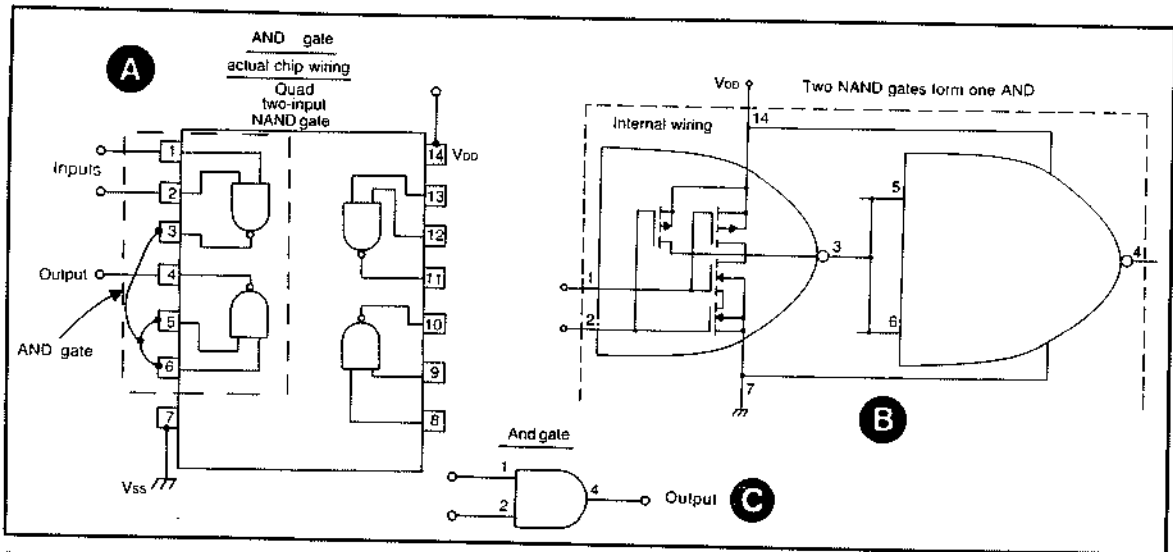 A
AND gate
actual chip wiring
Quad
two-input
NAND gate
1
Inputs
2
3
Output
4
5
AND gate
6
7
Vss
14
VDD
13
12
11
10
9
8
VDD
Two NAND gates form one AND
14
Internal wiring
5
3
4
1
2
6
7
B
And gate
1
4
Output
2
C